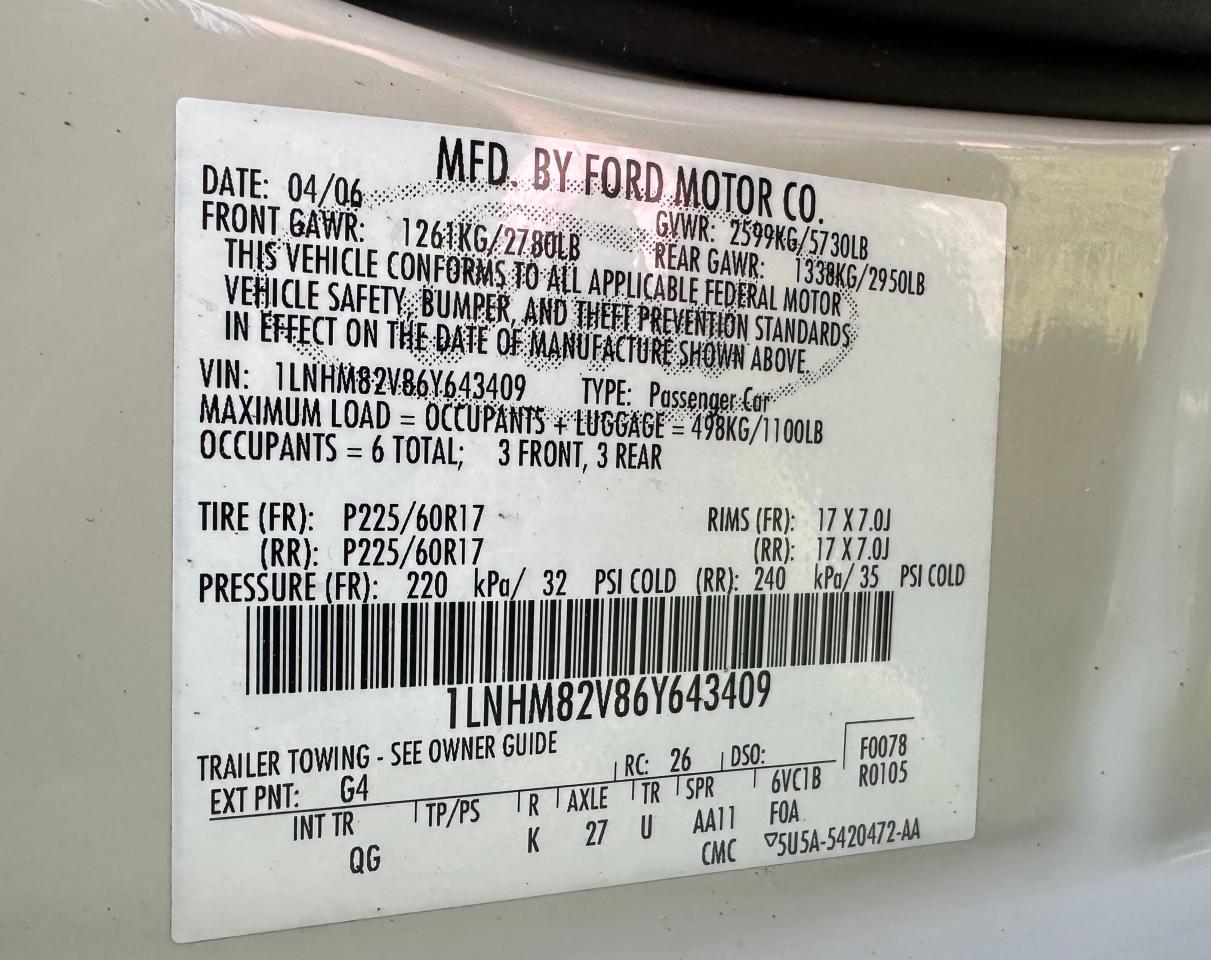 MFD. BY FORD MOTOR CO.
DATE: 04/06 GVWR: 2599KG/5730LB
FRONT GAWR: 1261KG/2780LB REAR GAWR: 1338KG/2950LB
THIS VEHICLE CONFORMS TO ALL APPLICABLE FEDERAL MOTOR
VEHICLE SAFETY, BUMPER, AND THEFT PREVENTION STANDARDS
IN EFFECT ON THE DATE OF MANUFACTURE SHOWN ABOVE.
VIN: 1LNHM82V86Y643409 TYPE: Passenger Car
MAXIMUM LOAD = OCCUPANTS + LUGGAGE = 498KG/1100LB
OCCUPANTS = 6 TOTAL; 3 FRONT, 3 REAR
TIRE (FR): P225/60R17 RIMS (FR): 17 X 7.0J
(RR): P225/60R17 (RR): 17 X 7.0J
PRESSURE (FR): 220 kPa/ 32 PSI COLD (RR): 240 kPa/ 35 PSI COLD
1LNHM82V86Y643409
TRAILER TOWING - SEE OWNER GUIDE RC: 26 DSO: F0078
EXT PNT: G4 R0105
INT TR TP/PS R AXLE TR SPR 6VC1B
QG K 27 U AA11 FOA
CMC ▽5U5A-5420472-AA